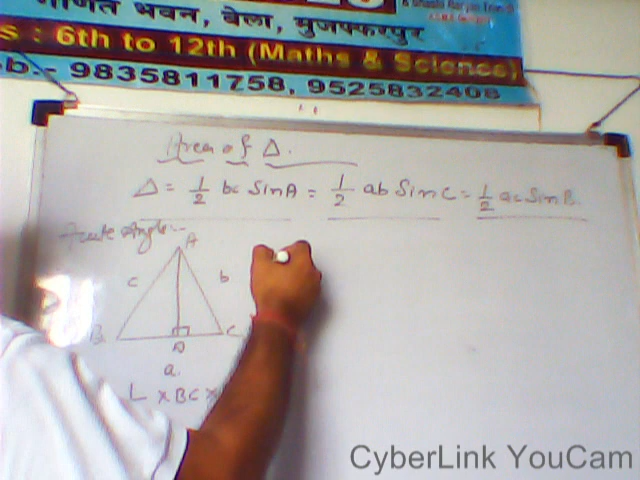 गणित भवन, बेला, मुजफ्फरपुर
s : 6th to 12th (Maths & Science)
b.- 9835811758, 9525832408
Area of Δ.
Δ = 1/2 bc SinA = 1/2 ab SinC = 1/2 ac SinB
Acute Angle:-
A
c b
B C
D
a.
L × BC ×
CyberLink YouCam